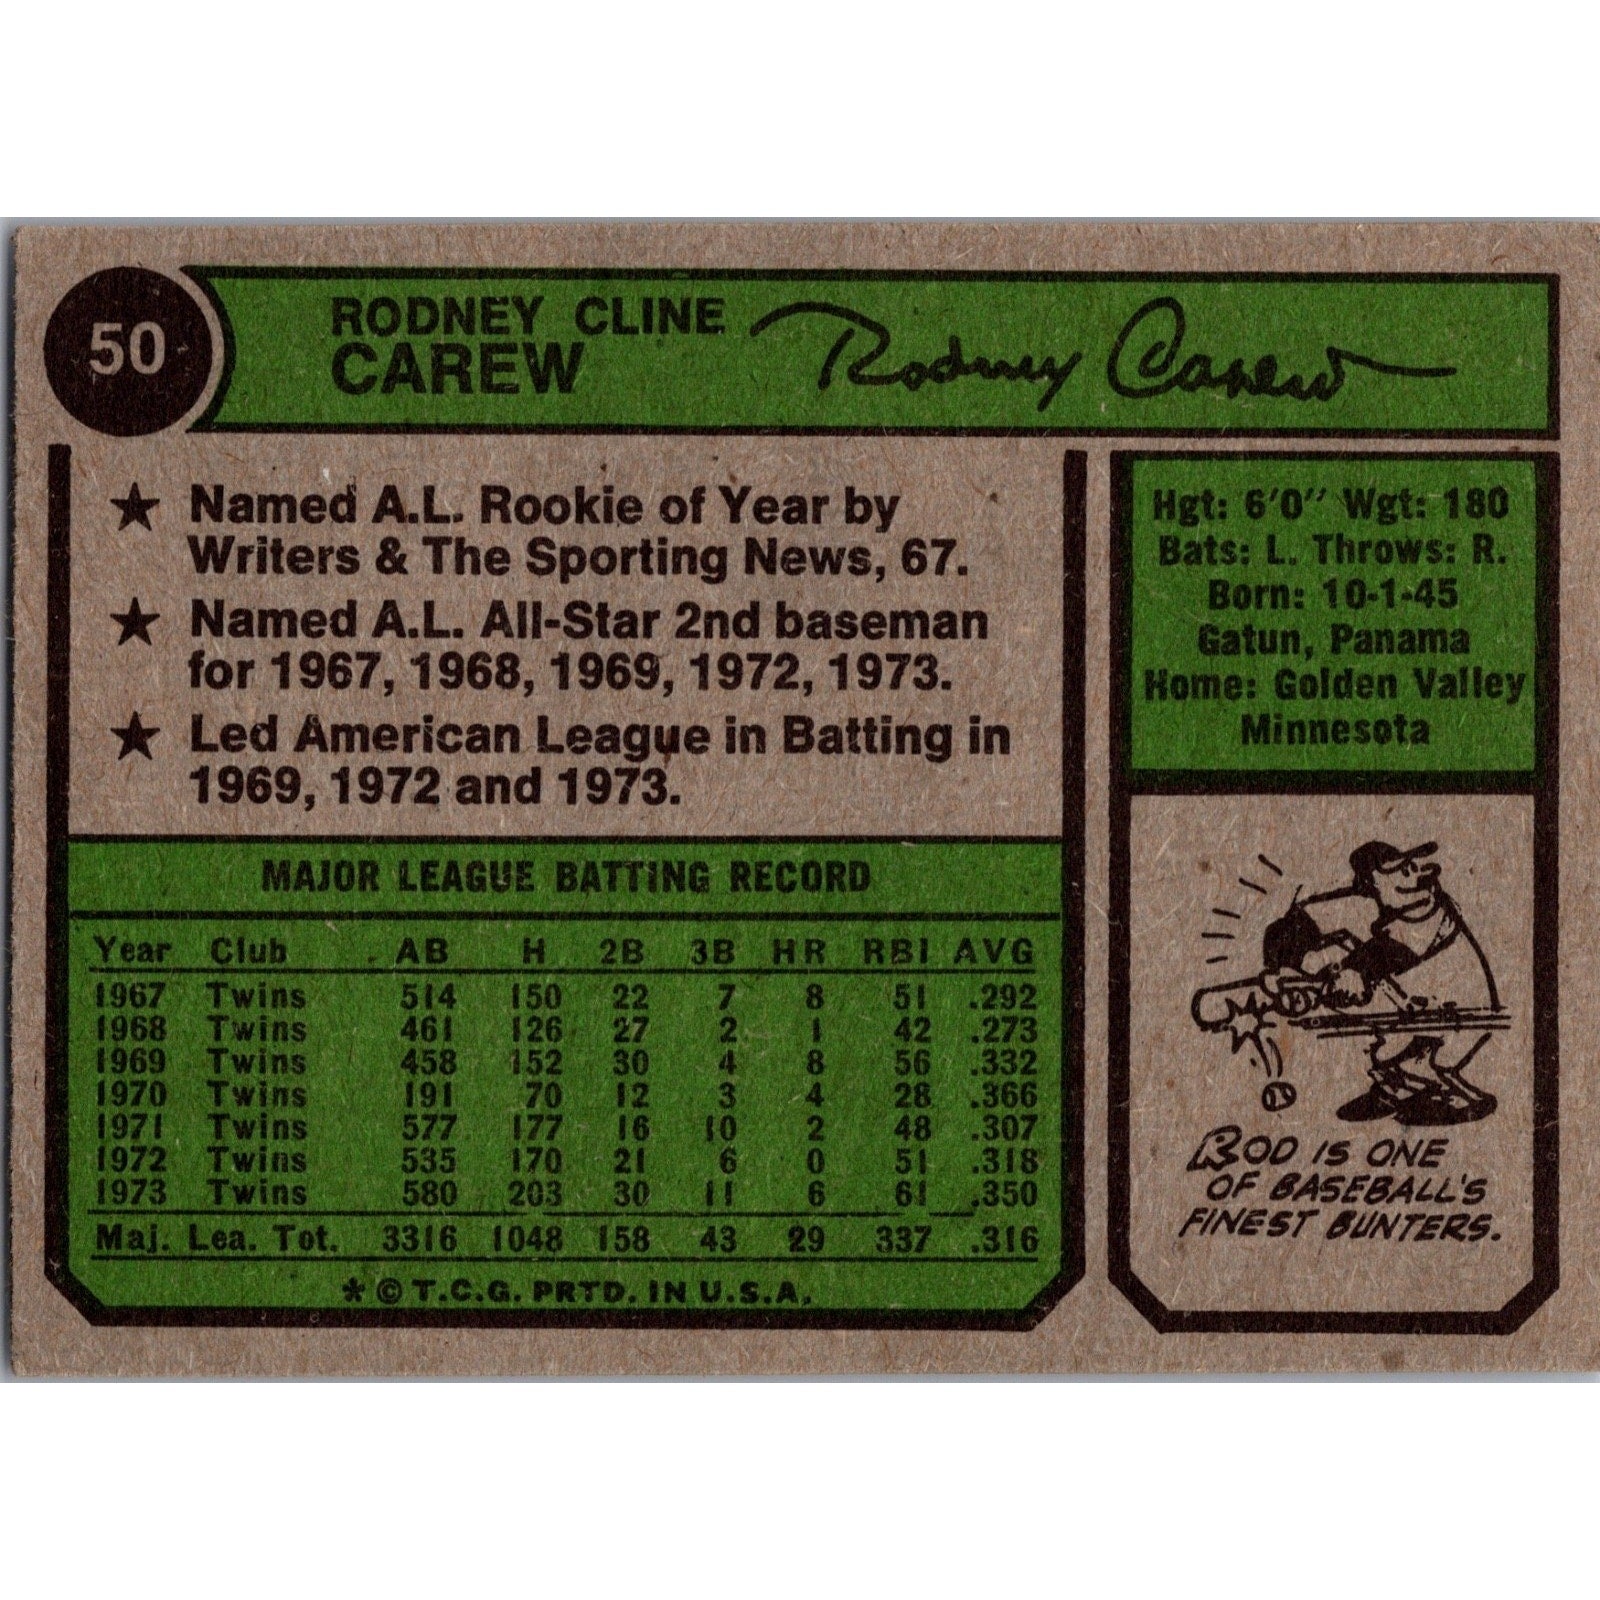 50
RODNEY CLINE
CAREW
Rodney Carew
★ Named A.L. Rookie of Year by
Writers & The Sporting News, 67.
★ Named A.L. All-Star 2nd baseman
for 1967, 1968, 1969, 1972, 1973.
★ Led American League in Batting in
1969, 1972 and 1973.
Hgt: 6'0" Wgt: 180
Bats: L. Throws: R.
Born: 10-1-45
Gatun, Panama
Home: Golden Valley
Minnesota
MAJOR LEAGUE BATTING RECORD
Year Club AB H 2B 3B HR RBI AVG
1967 Twins 514 150 22 7 8 51 .292
1968 Twins 461 126 27 2 1 42 .273
1969 Twins 458 152 30 4 8 56 .332
1970 Twins 191 70 12 3 4 28 .366
1971 Twins 577 177 16 10 2 48 .307
1972 Twins 535 170 21 6 0 51 .318
1973 Twins 580 203 30 11 6 61 .350
Maj. Lea. Tot. 3316 1048 158 43 29 337 .316
* © T.C.G. PRTD. IN U.S.A.
ROD IS ONE
OF BASEBALL'S
FINEST BUNTERS.